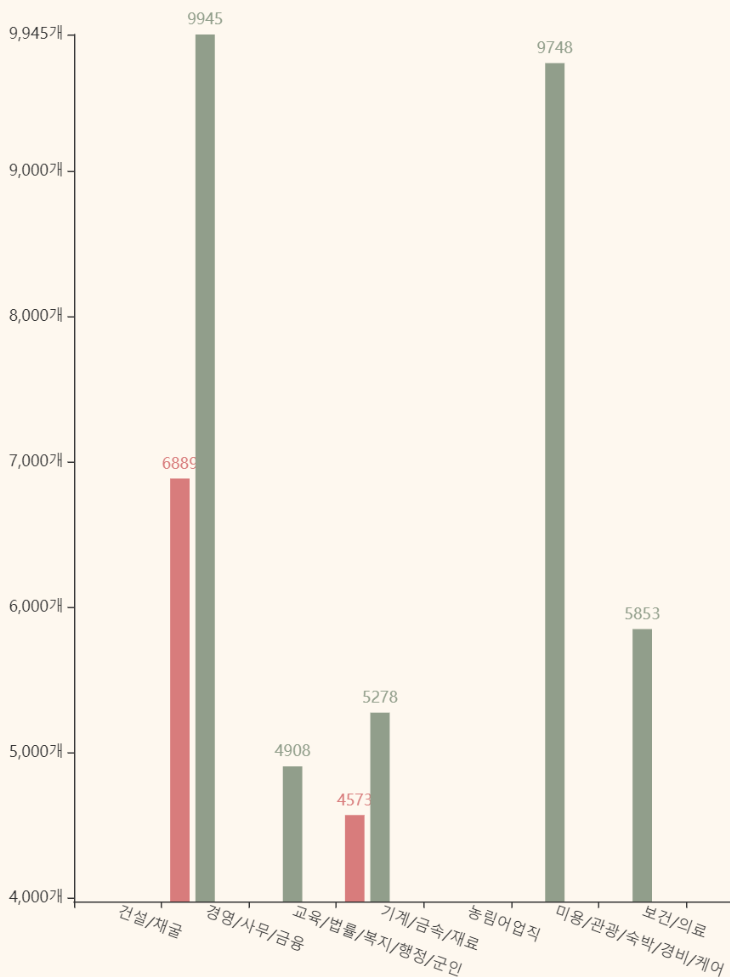 9945
9,945개
9748
9,000개
8,000개
7,000개
6889
6,000개
5853
5278
5,000개
4908
4573
4,000개
건설/채굴
경영/사무/금융
교육/법률/복지/행정/군인
기계/금속/재료
농림어업직
미용/관광/숙박/경비/케어
보건/의료